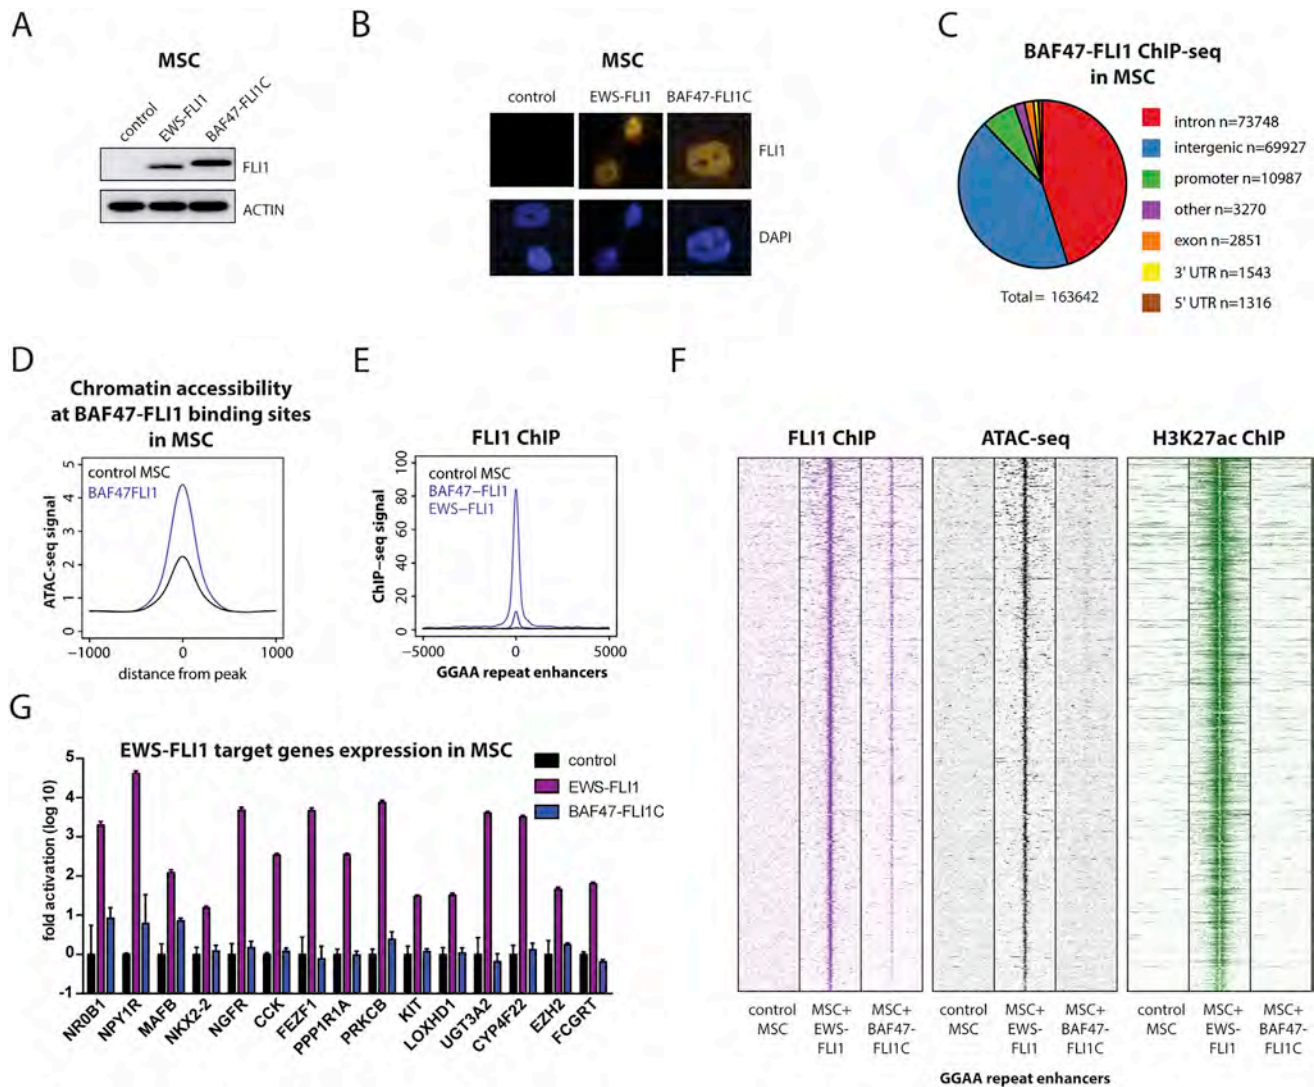 A
MSC
control
EWS-FLI1
BAF47-FLI1C
FLI1
ACTIN
B
MSC
control
EWS-FLI1
BAF47-FLI1C
FLI1
DAPI
C
BAF47-FLI1 ChIP-seq
in MSC
intron n=73748
intergenic n=69927
promoter n=10987
other n=3270
exon n=2851
3' UTR n=1543
5' UTR n=1316
Total = 163642
D
Chromatin accessibility
at BAF47-FLI1 binding sites
in MSC
control MSC
BAF47FLI1
ATAC-seq signal
5
4
3
2
1
0
−1000
0
1000
distance from peak
E
FLI1 ChIP
control MSC
BAF47−FLI1
EWS−FLI1
ChIP−seq signal
100
80
60
40
20
0
−5000
0
5000
GGAA repeat enhancers
F
FLI1 ChIP
ATAC-seq
H3K27ac ChIP
control
MSC
MSC+
EWS-
FLI1
MSC+
BAF47-
FLI1C
control
MSC
MSC+
EWS-
FLI1
MSC+
BAF47-
FLI1C
control
MSC
MSC+
EWS-
FLI1
MSC+
BAF47-
FLI1C
GGAA repeat enhancers
G
EWS-FLI1 target genes expression in MSC
control
EWS-FLI1
BAF47-FLI1C
fold activation (log 10)
5
4
3
2
1
0
-1
NR0B1
NPY1R
MAFB
NKX2-2
NGFR
CCK
FEZF1
PPP1R1A
PRKCB
KIT
LOXHD1
UGT3A2
CYP4F22
EZH2
FCGRT